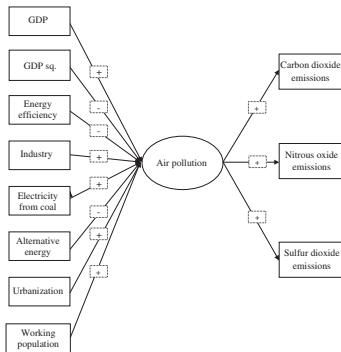 GDP
+
GDP sq.
-
Energy
efficiency
-
Industry
+
Electricity
from coal
+
Alternative
energy
-
Urbanization
+
Working
population
+
Air pollution
+
Carbon dioxide
emissions
+
Nitrous oxide
emissions
+
Sulfur dioxide
emissions